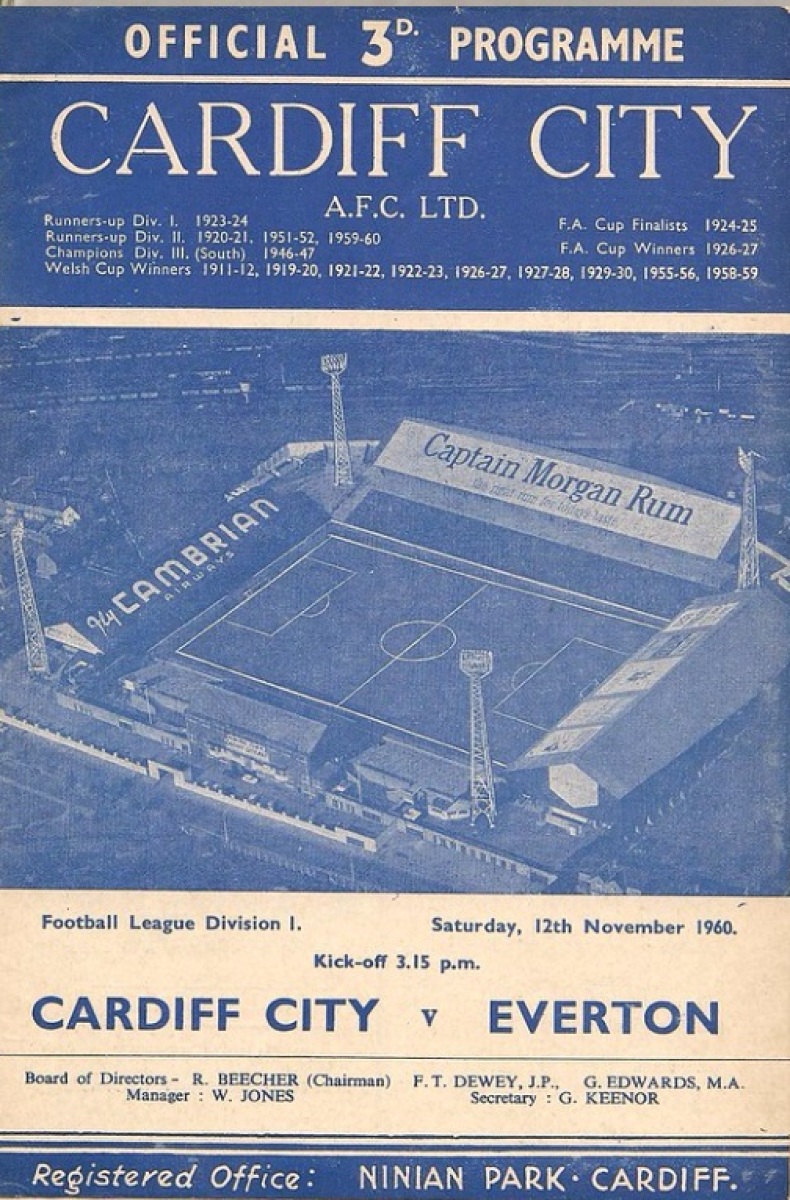 OFFICIAL 3D. PROGRAMME
CARDIFF CITY
A.F.C. LTD.
Runners-up Div. I. 1923-24
Runners-up Div. II. 1920-21, 1951-52, 1959-60
Champions Div. III. (South) 1946-47
F.A. Cup Finalists 1924-25
F.A. Cup Winners 1926-27
Welsh Cup Winners 1911-12, 1919-20, 1921-22, 1922-23, 1926-27, 1927-28, 1929-30, 1955-56, 1958-59
Captain Morgan Rum
fly CAMBRIAN
AIRWAYS
Football League Division I. Saturday, 12th November 1960.
Kick-off 3.15 p.m.
CARDIFF CITY v EVERTON
Board of Directors - R. BEECHER (Chairman) F. T. DEWEY, J.P., G. EDWARDS, M.A.
Manager : W. JONES Secretary : G. KEENOR
Registered Office: NINIAN PARK · CARDIFF.